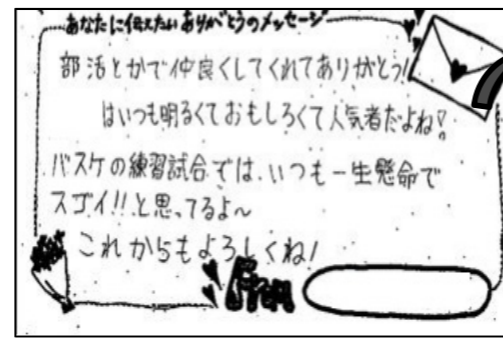 あなたに伝えたいありがとうのメッセージ
部活とかで仲良くしてくれてありがとう!
はいつも明るくておもしろくて人気者だよね!
バスケの練習試合では、いつも一生懸命で
スゴイ!!と思ってるよ~
これからもよろしくね!
From